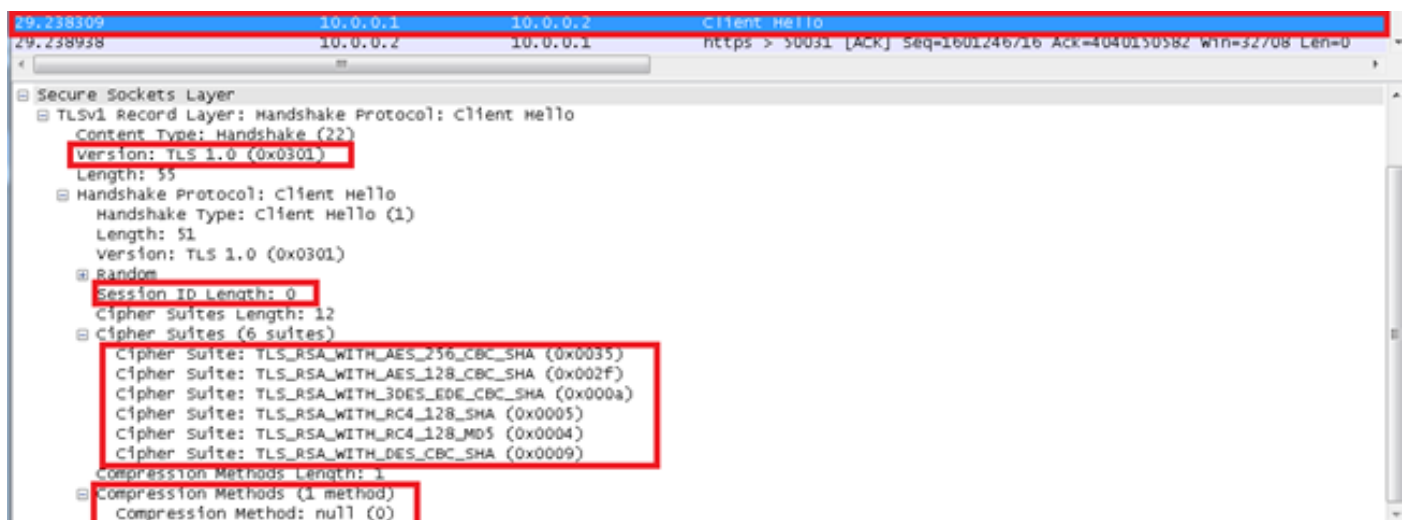 29.238309 10.0.0.1 10.0.0.2 Client Hello
29.238938 10.0.0.2 10.0.0.1 https > 50031 [ACK] Seq=1601246716 Ack=4040150582 Win=32708 Len=0
Secure Sockets Layer
TLSv1 Record Layer: Handshake Protocol: Client Hello
Content Type: Handshake (22)
Version: TLS 1.0 (0x0301)
Length: 55
Handshake Protocol: Client Hello
Handshake Type: Client Hello (1)
Length: 51
Version: TLS 1.0 (0x0301)
Random
Session ID Length: 0
Cipher Suites Length: 12
Cipher Suites (6 suites)
Cipher Suite: TLS_RSA_WITH_AES_256_CBC_SHA (0x0035)
Cipher Suite: TLS_RSA_WITH_AES_128_CBC_SHA (0x002f)
Cipher Suite: TLS_RSA_WITH_3DES_EDE_CBC_SHA (0x000a)
Cipher Suite: TLS_RSA_WITH_RC4_128_SHA (0x0005)
Cipher Suite: TLS_RSA_WITH_RC4_128_MD5 (0x0004)
Cipher Suite: TLS_RSA_WITH_DES_CBC_SHA (0x0009)
Compression Methods Length: 1
Compression Methods (1 method)
Compression Method: null (0)